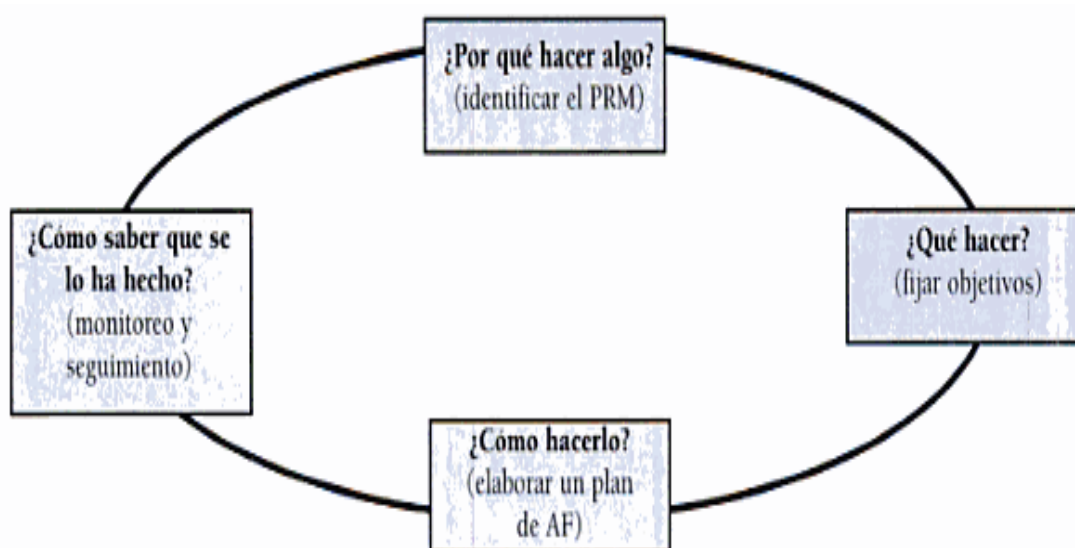 ¿Por qué hacer algo?
(identificar el PRM)
¿Qué hacer?
(fijar objetivos)
¿Cómo hacerlo?
(elaborar un plan
de AF)
¿Cómo saber que se
lo ha hecho?
(monitoreo y
seguimiento)